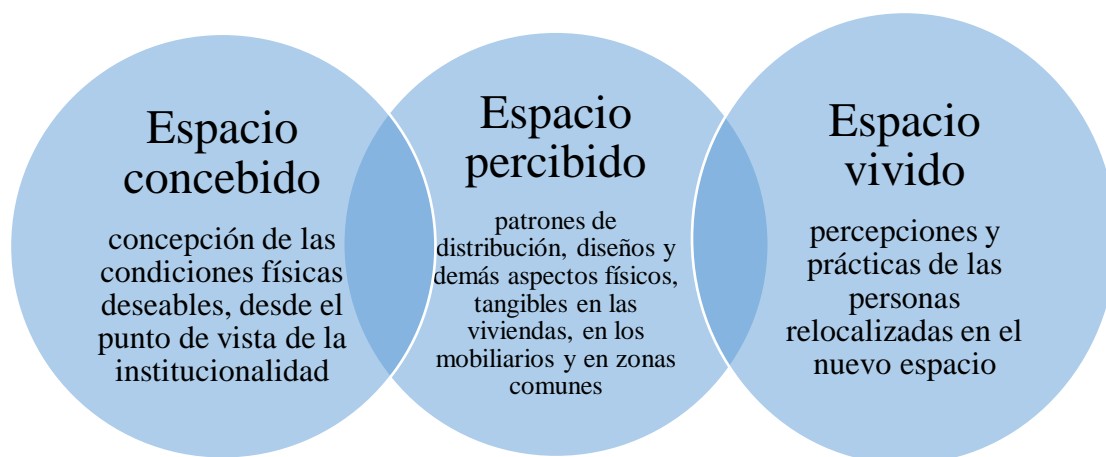 Espacio
concebido
concepción de las
condiciones físicas
deseables, desde el
punto de vista de la
institucionalidad
Espacio
percibido
patrones de
distribución, diseños y
demás aspectos físicos,
tangibles en las
viviendas, en los
mobiliarios y en zonas
comunes
Espacio
vivido
percepciones y
prácticas de las
personas
relocalizadas en el
nuevo espacio